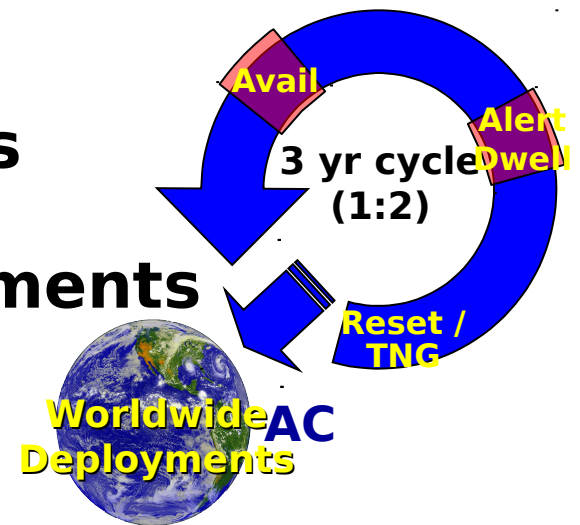 Avail
Alert
Dwell
s
3 yr cycle
(1:2)
ments
Reset /
TNG
Worldwide
Deployments
AC